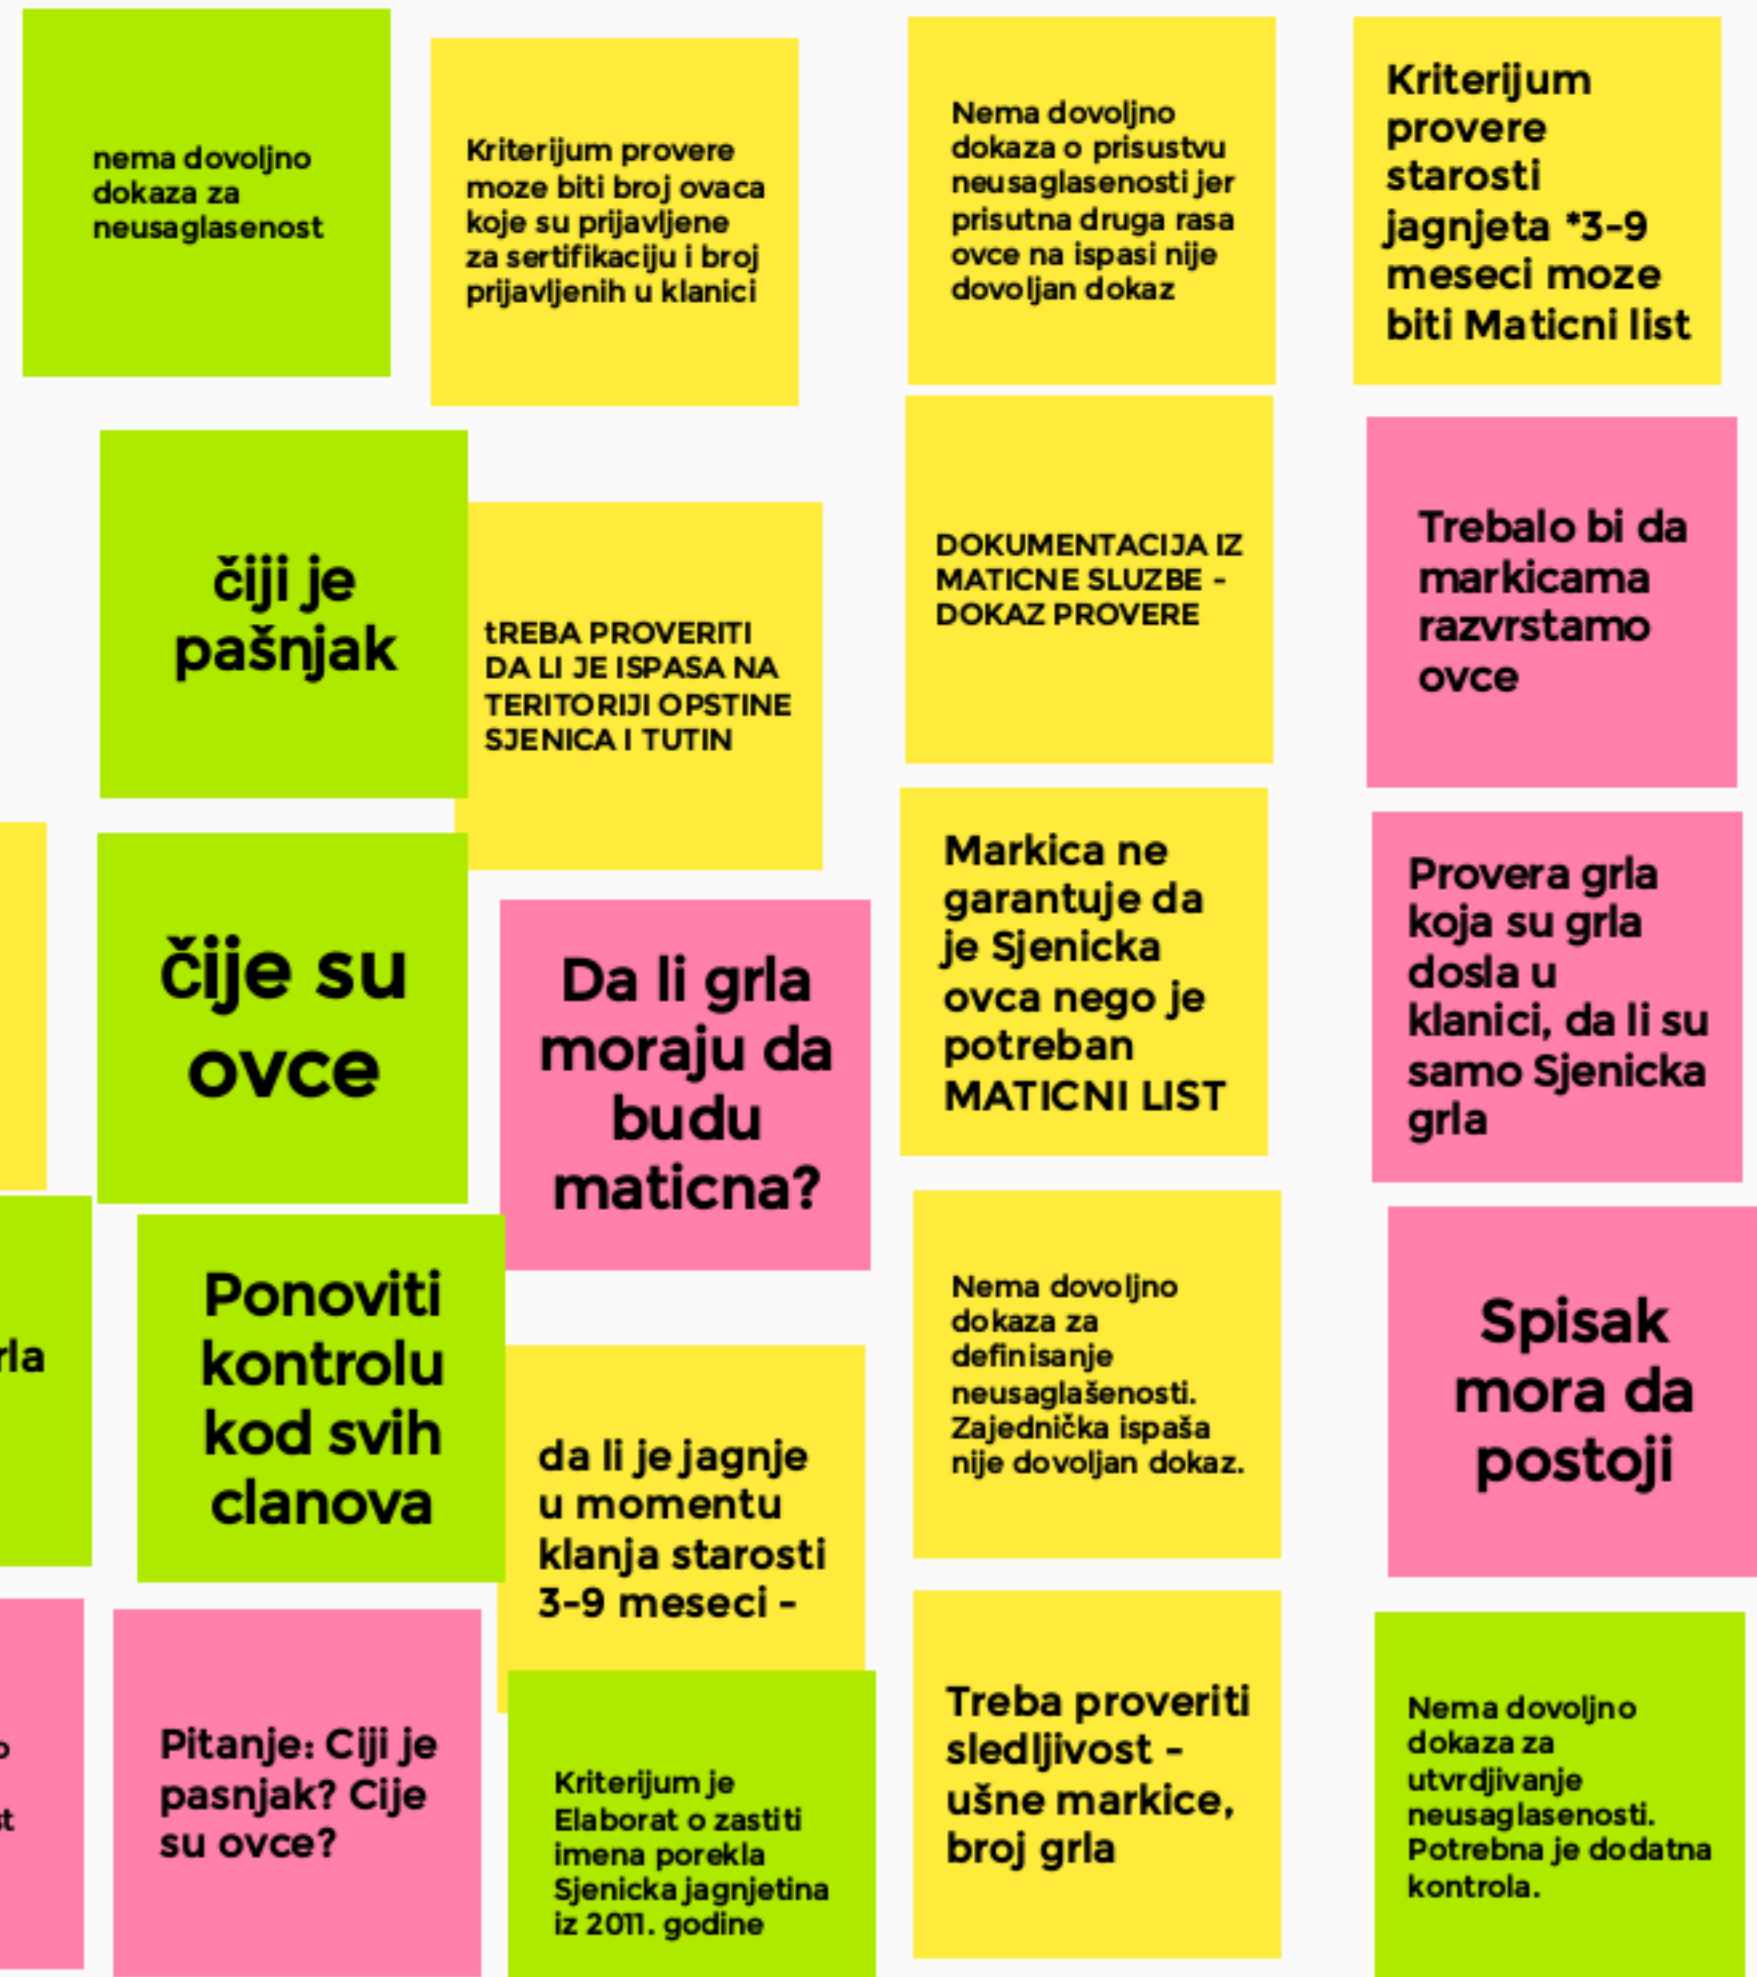 nema dovoljno
dokaza za
neusaglasenost
Kriterijum provere
moze biti broj ovaca
koje su prijavljene
za sertifikaciju i broj
prijavljenih u klanici
Nema dovoljno
dokaza o prisustvu
neusaglasenosti jer
prisutna druga rasa
ovce na ispasi nije
dovoljan dokaz
Kriterijum
provere
starosti
jagnjeta *3-9
meseci moze
biti Maticni list
čiji je
pašnjak
tREBA PROVERITI
DA LI JE ISPASA NA
TERITORIJI OPSTINE
SJENICA I TUTIN
DOKUMENTACIJA IZ
MATICNE SLUZBE -
DOKAZ PROVERE
Trebalo bi da
markicama
razvrstamo
ovce
čije su
ovce
Da li grla
moraju da
budu
maticna?
Markica ne
garantuje da
je Sjenicka
ovca nego je
potreban
MATICNI LIST
Provera grla
koja su grla
dosla u
klanici, da li su
samo Sjenicka
grla
Ponoviti
kontrolu
kod svih
clanova
da li je jagnje
u momentu
klanja starosti
3-9 meseci -
Nema dovoljno
dokaza za
definisanje
neusaglašenosti.
Zajednička ispaša
nije dovoljan dokaz.
Spisak
mora da
postoji
Pitanje: Ciji je
pasnjak? Cije
su ovce?
Kriterijum je
Elaborat o zastiti
imena porekla
Sjenicka jagnjetina
iz 2011. godine
Treba proveriti
sledljivost -
ušne markice,
broj grla
Nema dovoljno
dokaza za
utvrdjivanje
neusaglasenosti.
Potrebna je dodatna
kontrola.